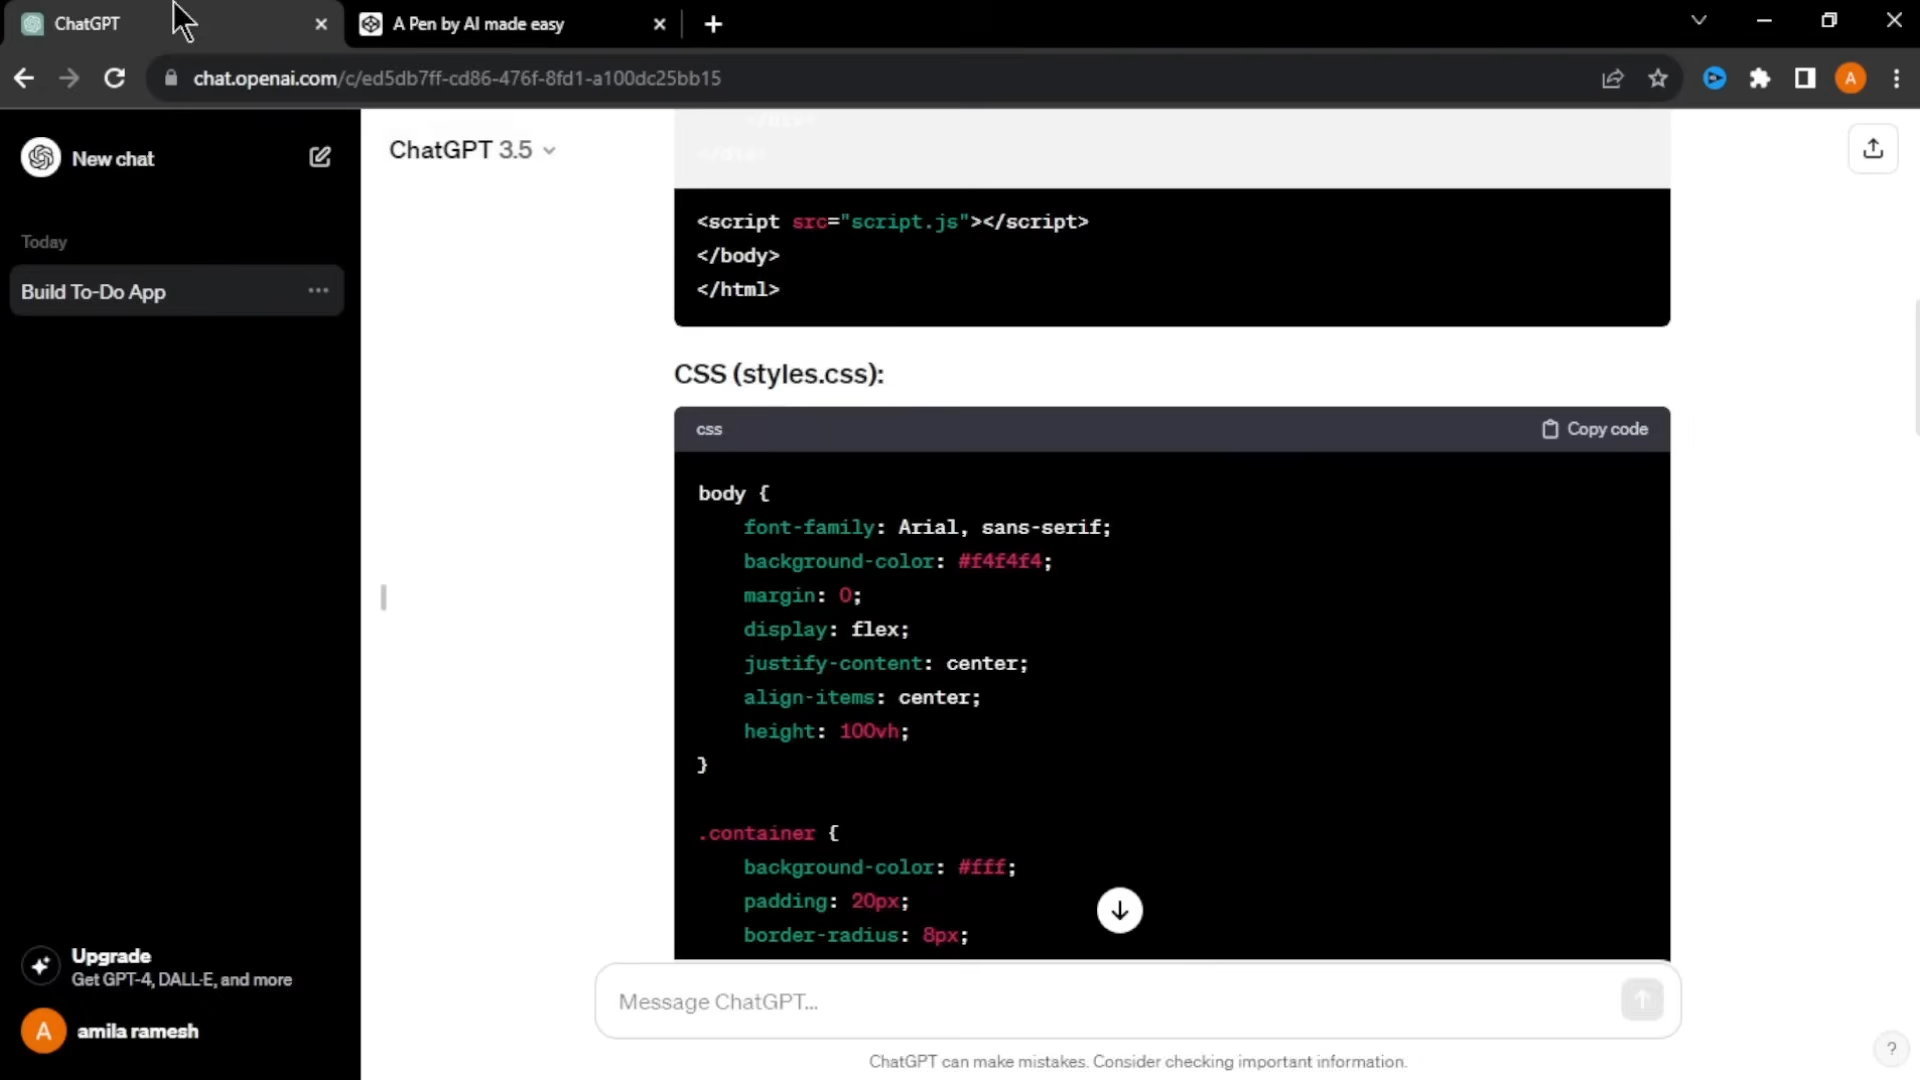 ChatGPT
A Pen by AI made easy
chat.openai.com/c/ed5db7ff-cd86-476f-8fd1-a100dc25bb15
A
New chat
Today
Build To-Do App
Upgrade
Get GPT-4, DALL·E, and more
A
amila ramesh
ChatGPT 3.5
</div>
</div>
<script src="script.js"></script>
</body>
</html>
CSS (styles.css):
css
Copy code
body {
font-family: Arial, sans-serif;
background-color: #f4f4f4;
margin: 0;
display: flex;
justify-content: center;
align-items: center;
height: 100vh;
}
.container {
background-color: #fff;
padding: 20px;
border-radius: 8px;
Message ChatGPT...
ChatGPT can make mistakes. Consider checking important information.
?